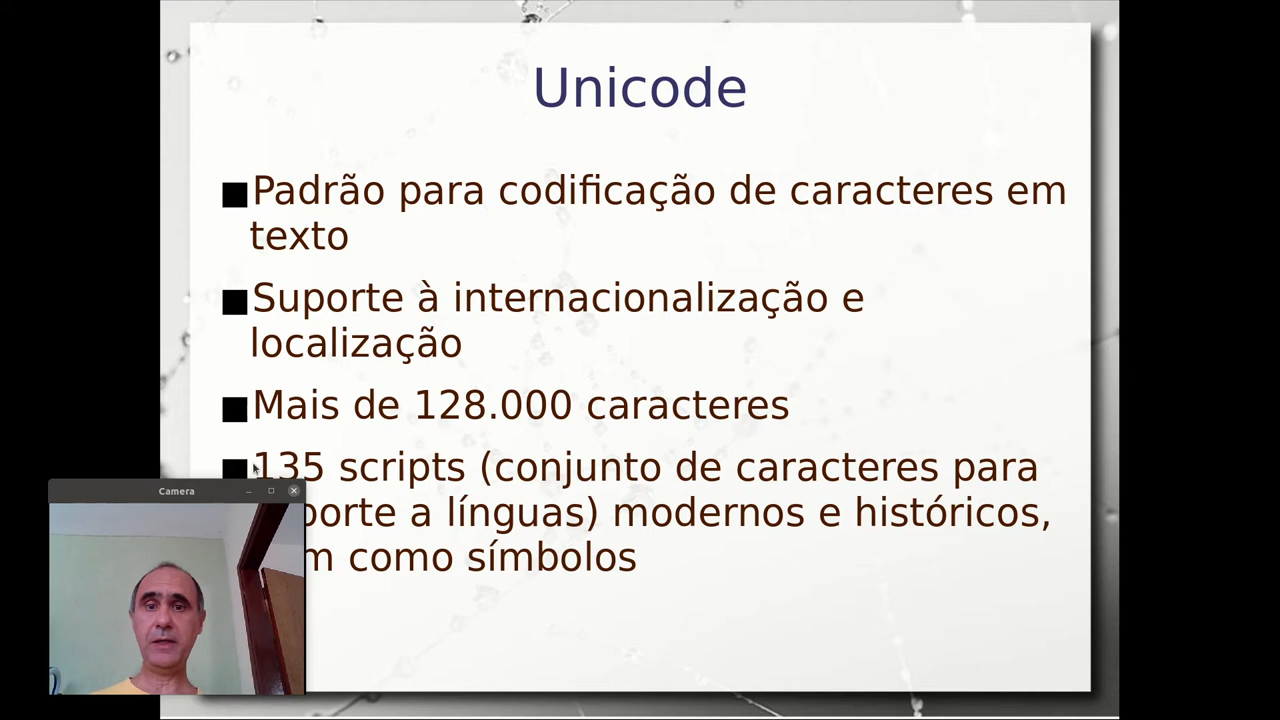 Unicode
Padrão para codificação de caracteres em
texto
Suporte à internacionalização e
localização
Mais de 128.000 caracteres
135 scripts (conjunto de caracteres para
porte a línguas) modernos e históricos,
m como símbolos
Camera